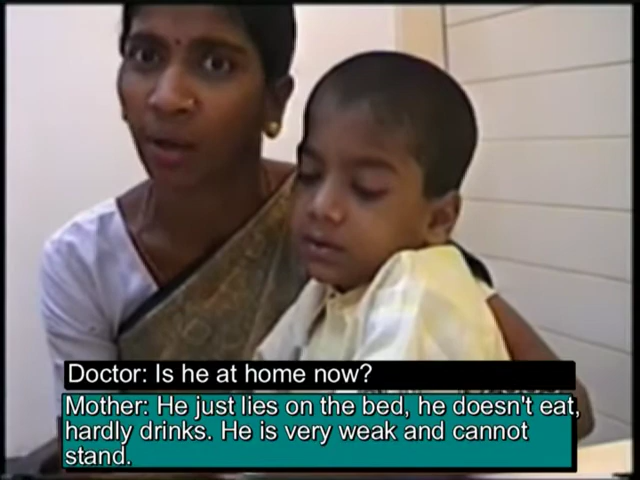 Doctor: Is he at home now?
Mother: He just lies on the bed, he doesn't eat,
hardly drinks. He is very weak and cannot
stand.